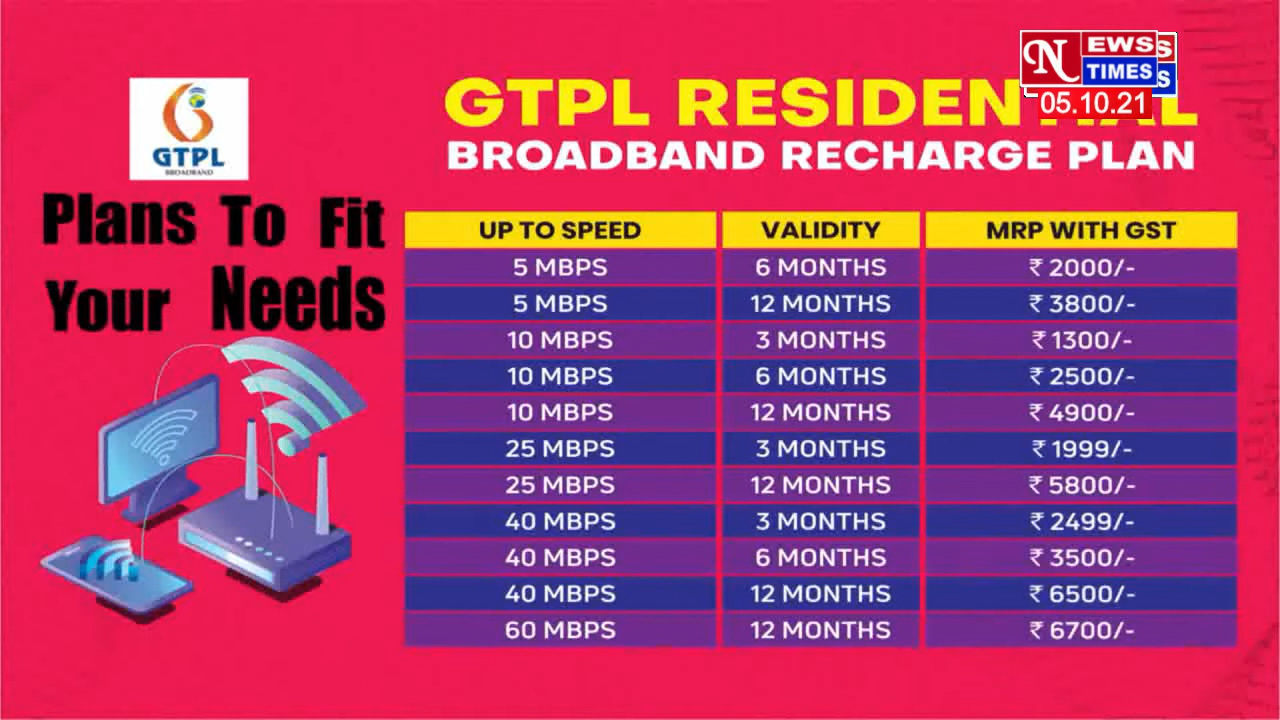 NEWS
TIMES
05.10.21
GTPL
BROADBAND
Plans To Fit
Your Needs
GTPL RESIDENTIAL
BROADBAND RECHARGE PLAN
UP TO SPEED VALIDITY MRP WITH GST
5 MBPS 6 MONTHS ₹ 2000/-
5 MBPS 12 MONTHS ₹ 3800/-
10 MBPS 3 MONTHS ₹ 1300/-
10 MBPS 6 MONTHS ₹ 2500/-
10 MBPS 12 MONTHS ₹ 4900/-
25 MBPS 3 MONTHS ₹ 1999/-
25 MBPS 12 MONTHS ₹ 5800/-
40 MBPS 3 MONTHS ₹ 2499/-
40 MBPS 6 MONTHS ₹ 3500/-
40 MBPS 12 MONTHS ₹ 6500/-
60 MBPS 12 MONTHS ₹ 6700/-